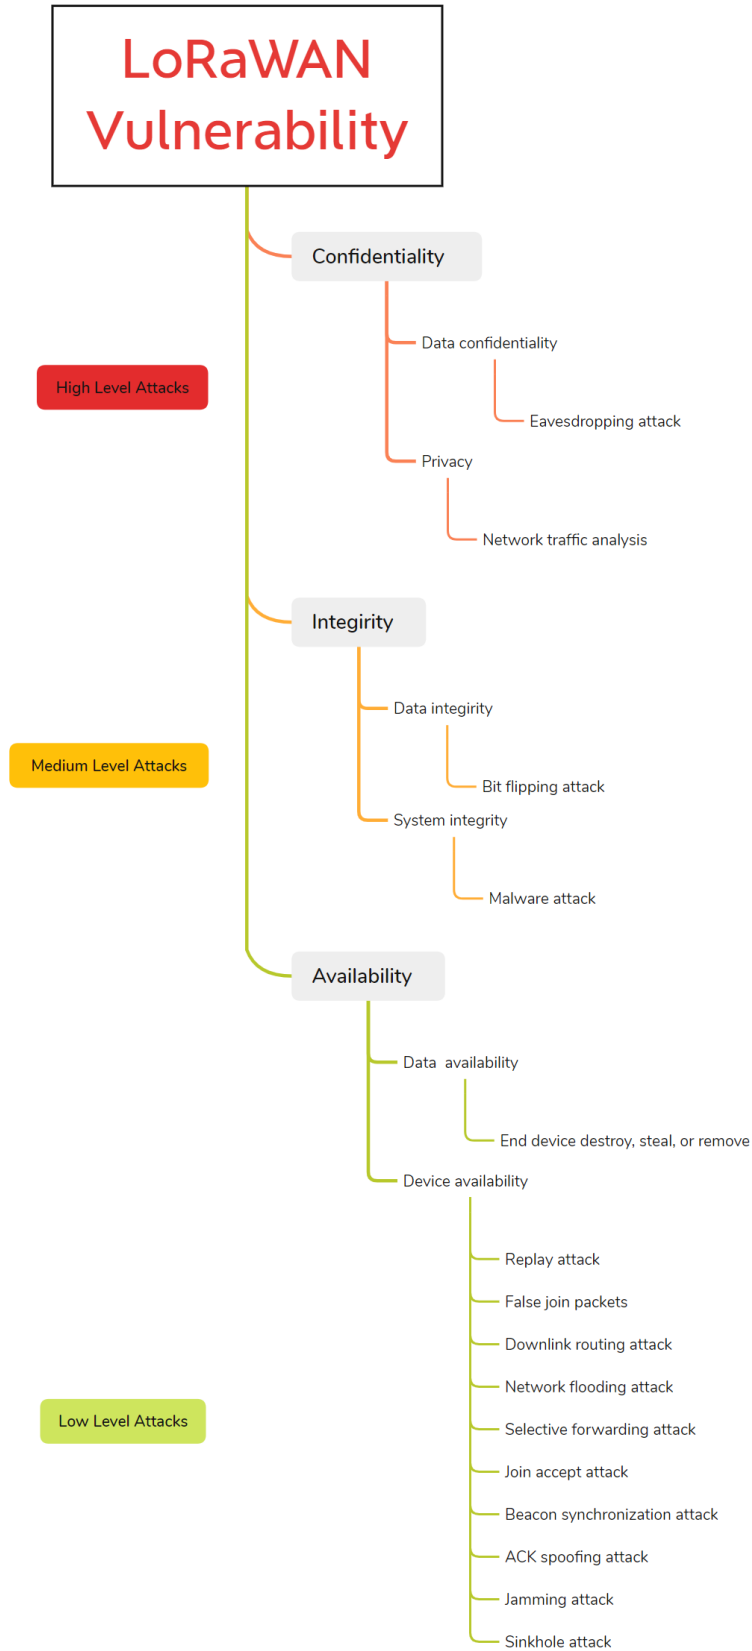 LoRaWAN
Vulnerability
Confidentiality
Data confidentiality
High Level Attacks
Eavesdropping attack
Privacy
Network traffic analysis
Integirity
Data integirity
Medium Level Attacks
Bit flipping attack
System integrity
Malware attack
Availability
Data availability
End device destroy, steal, or remove
Device availability
Replay attack
False join packets
Downlink routing attack
Network flooding attack
Low Level Attacks
Selective forwarding attack
Join accept attack
Beacon synchronization attack
ACK spoofing attack
Jamming attack
Sinkhole attack